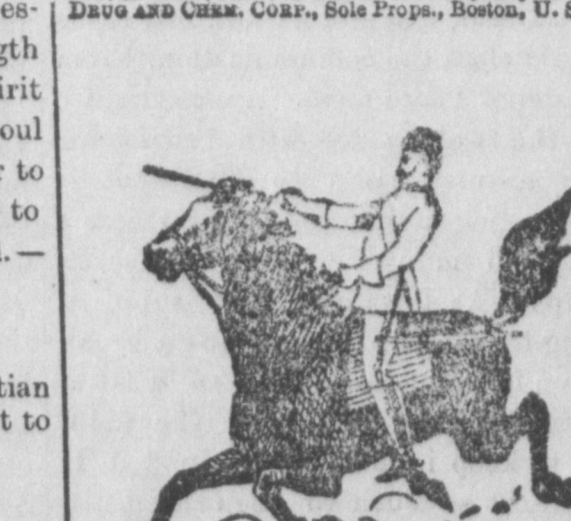 es-
gth
irit
oul
r to
to
l.—
tian
t to
DRUG AND CHEM. CORP., Sole Props., Boston, U. S